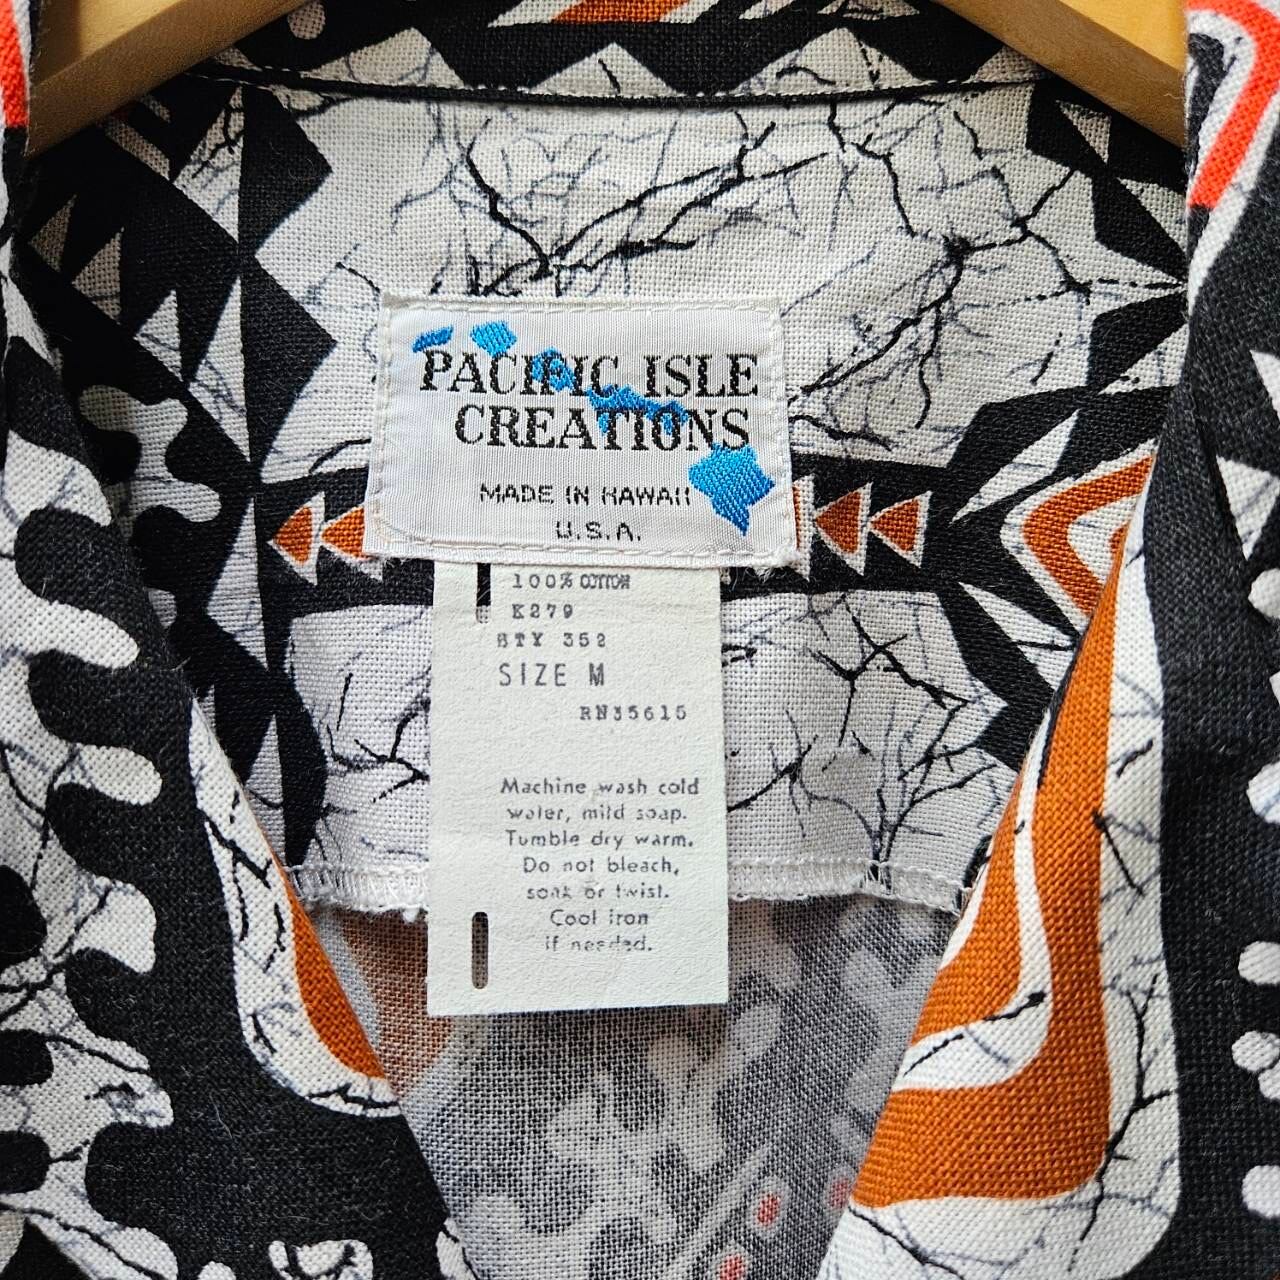 PACIFIC ISLE
CREATIONS
MADE IN HAWAII
U.S.A.
100% COTTON
K279
STY 352
SIZE M
RN35615
Machine wash cold
water, mild soap.
Tumble dry warm.
Do not bleach,
soak or twist.
Cool iron
if needed.